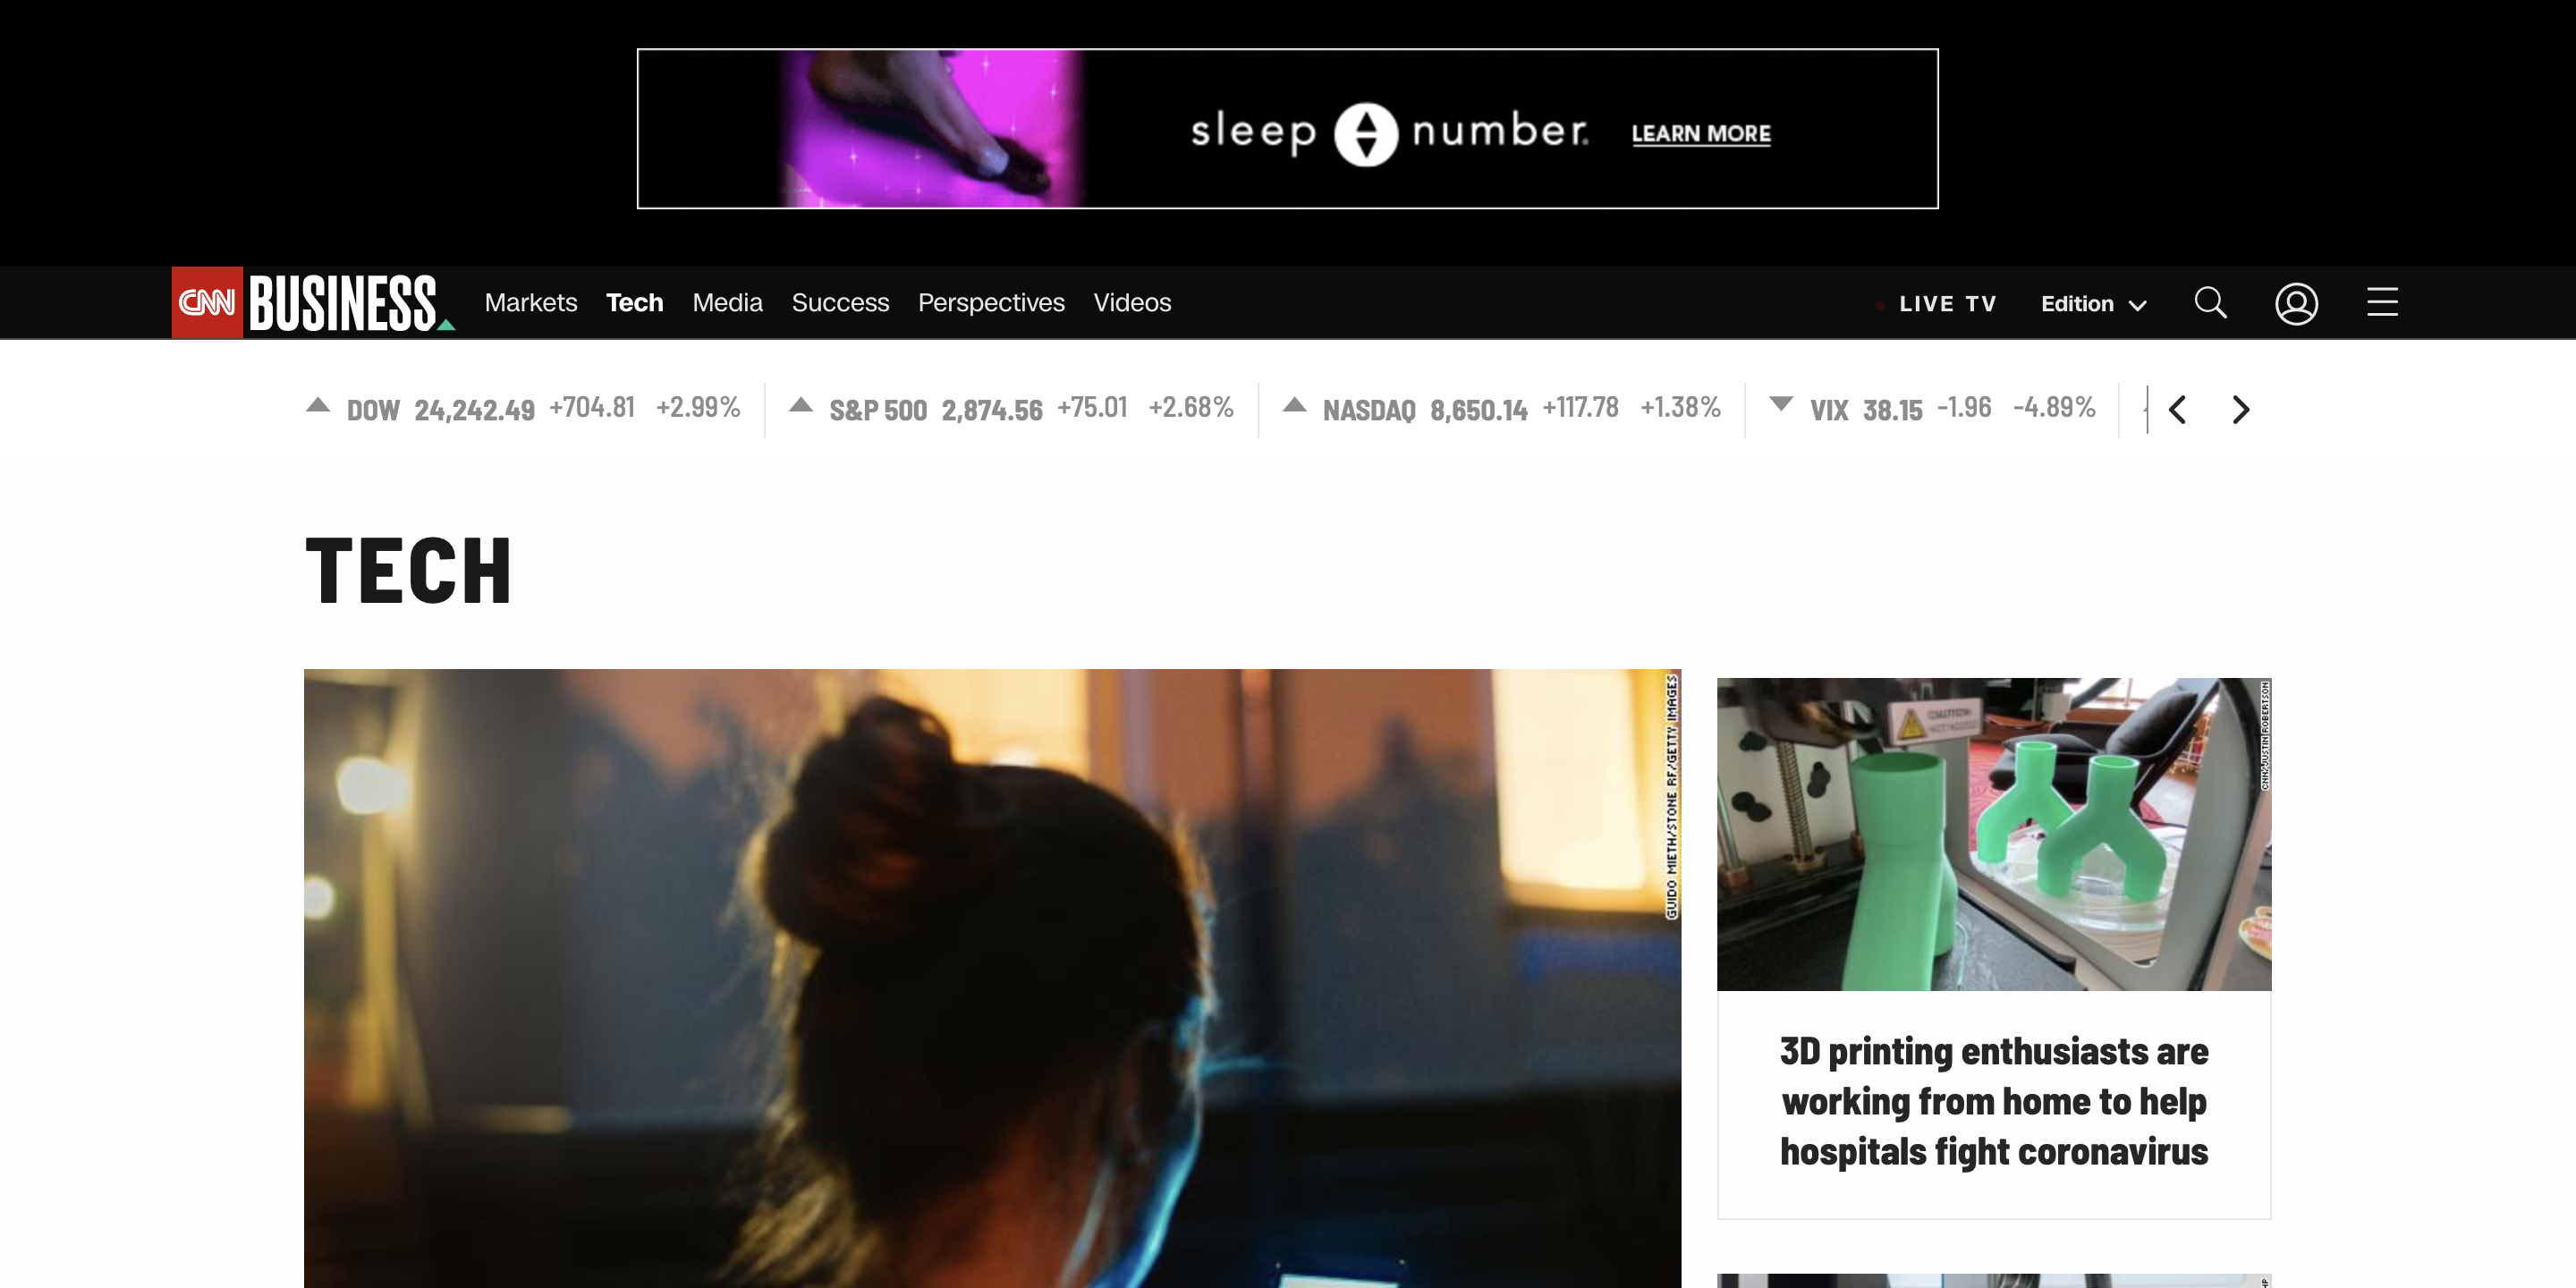 sleep number. LEARN MORE
CNN BUSINESS Markets Tech Media Success Perspectives Videos LIVE TV Edition
DOW 24,242.49 +704.81 +2.99% S&P 500 2,874.56 +75.01 +2.68% NASDAQ 8,650.14 +117.78 +1.38% VIX 38.15 -1.96 -4.89%
TECH
GUIDO MIETH/STONE RF/GETTY IMAGES
CNN/JUSTIN ROBERTSON
3D printing enthusiasts are
working from home to help
hospitals fight coronavirus